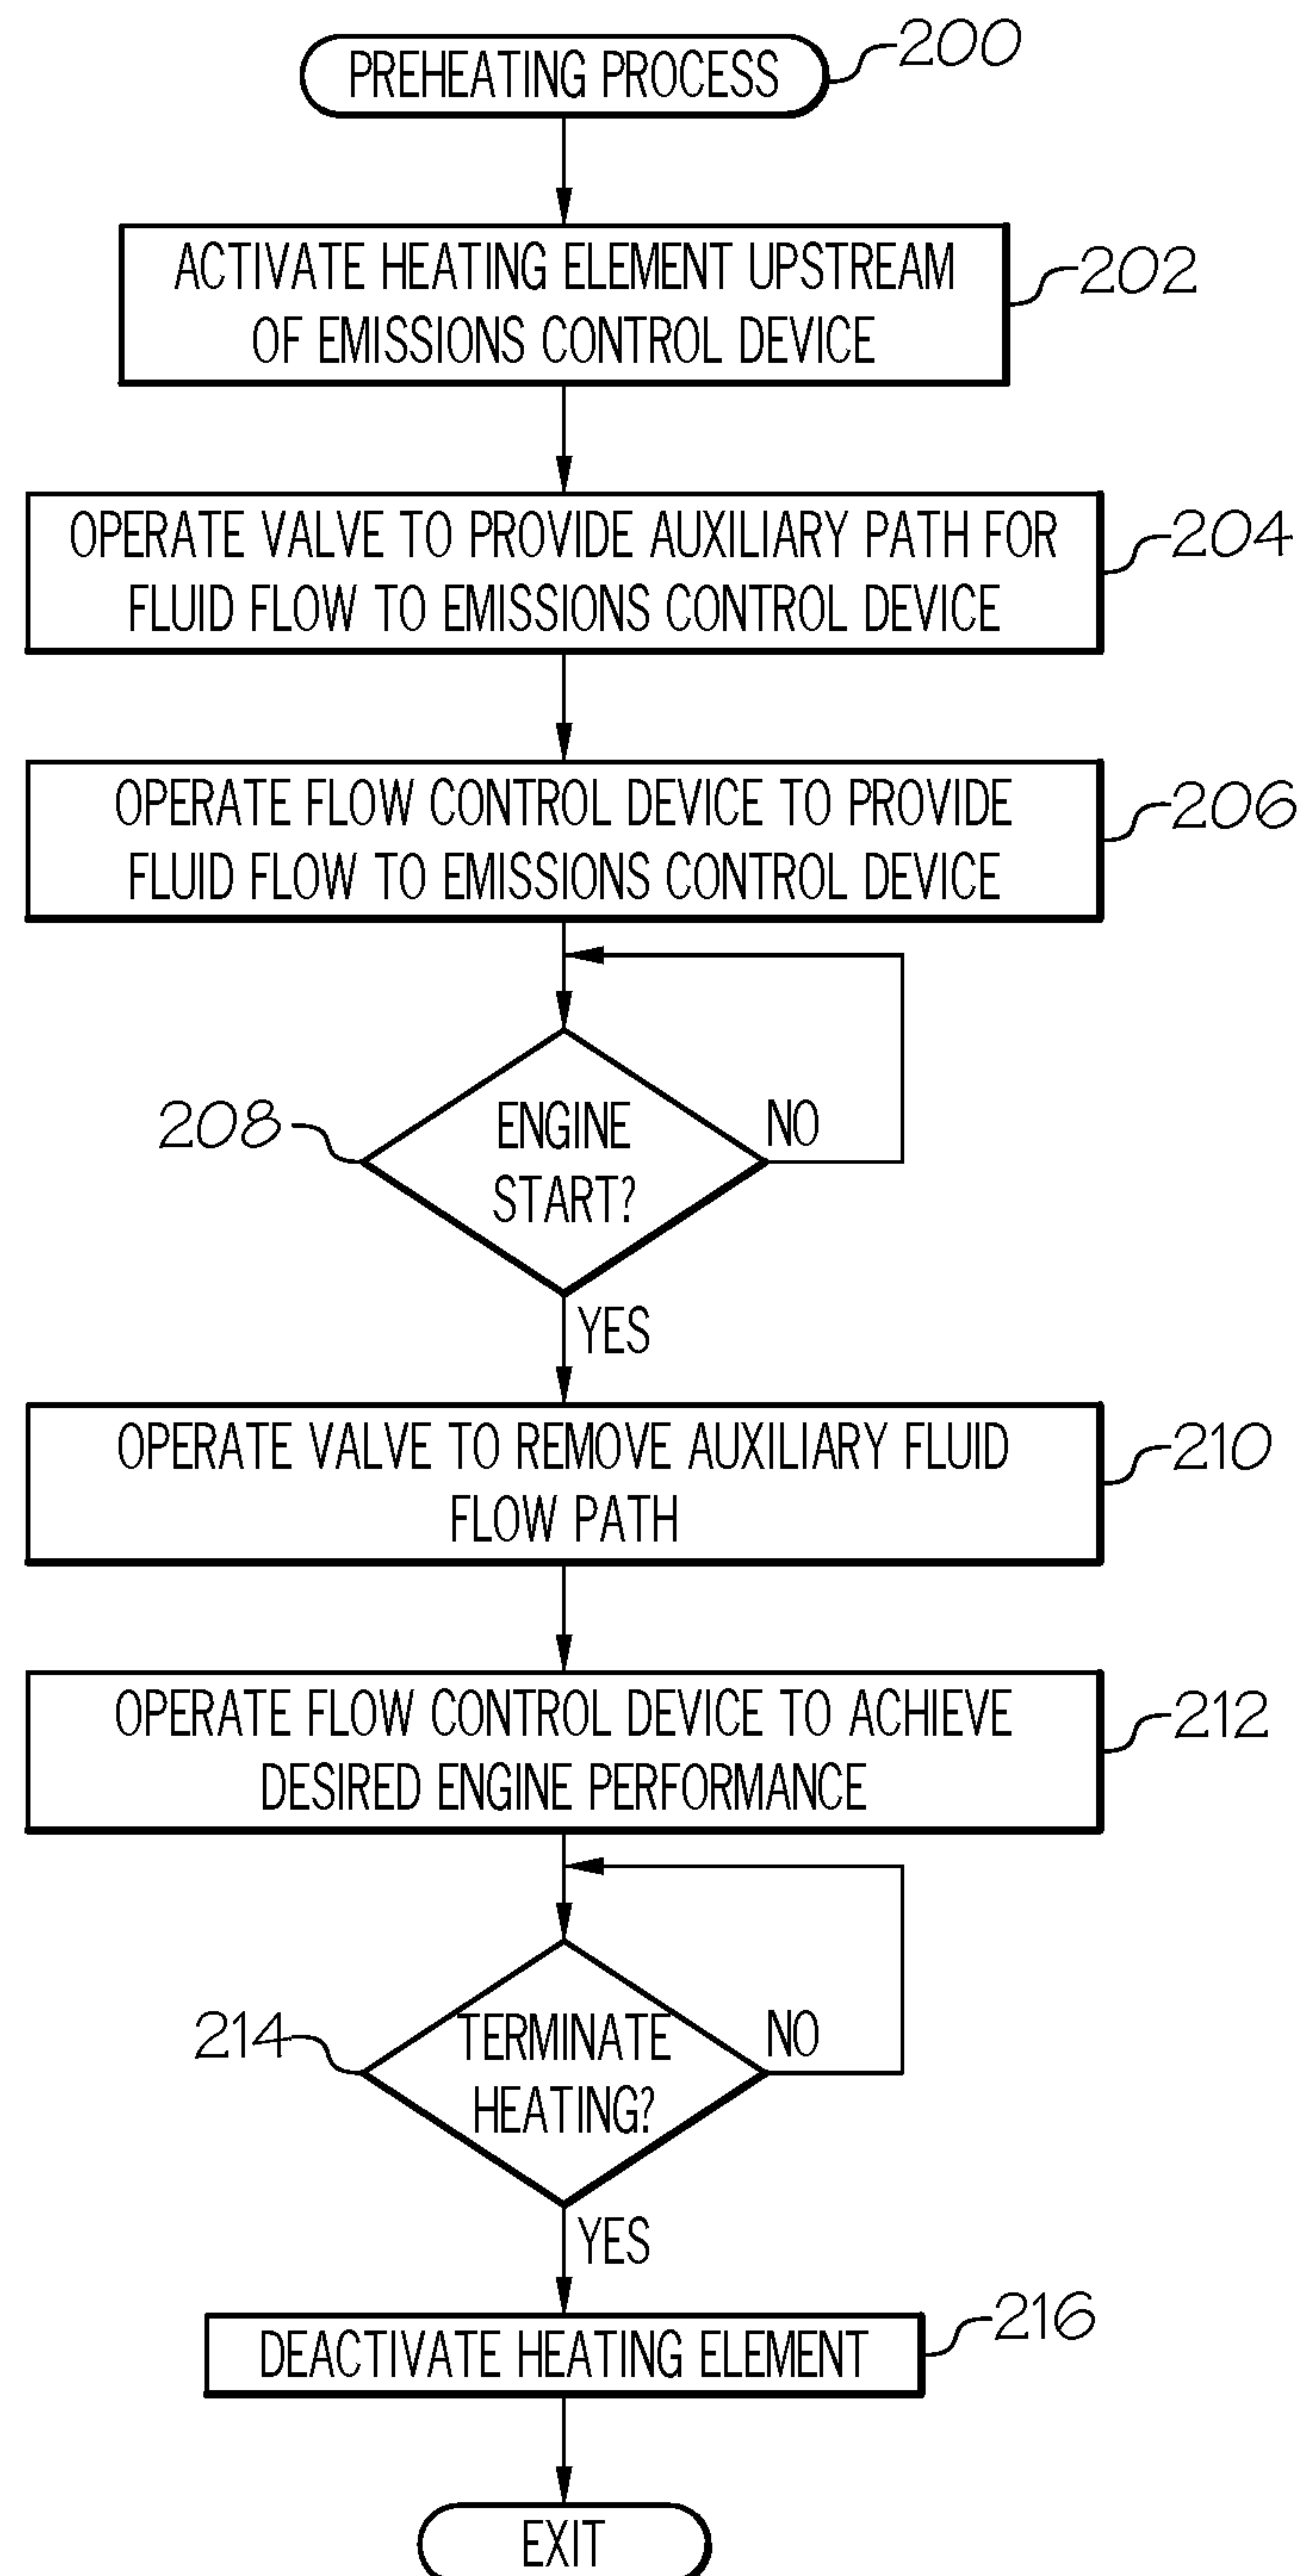 PREHEATING PROCESS
200
ACTIVATE HEATING ELEMENT UPSTREAM
OF EMISSIONS CONTROL DEVICE
202
OPERATE VALVE TO PROVIDE AUXILIARY PATH FOR
FLUID FLOW TO EMISSIONS CONTROL DEVICE
204
OPERATE FLOW CONTROL DEVICE TO PROVIDE
FLUID FLOW TO EMISSIONS CONTROL DEVICE
206
208
ENGINE
START?
NO
YES
OPERATE VALVE TO REMOVE AUXILIARY FLUID
FLOW PATH
210
OPERATE FLOW CONTROL DEVICE TO ACHIEVE
DESIRED ENGINE PERFORMANCE
212
214
TERMINATE
HEATING?
NO
YES
DEACTIVATE HEATING ELEMENT
216
EXIT